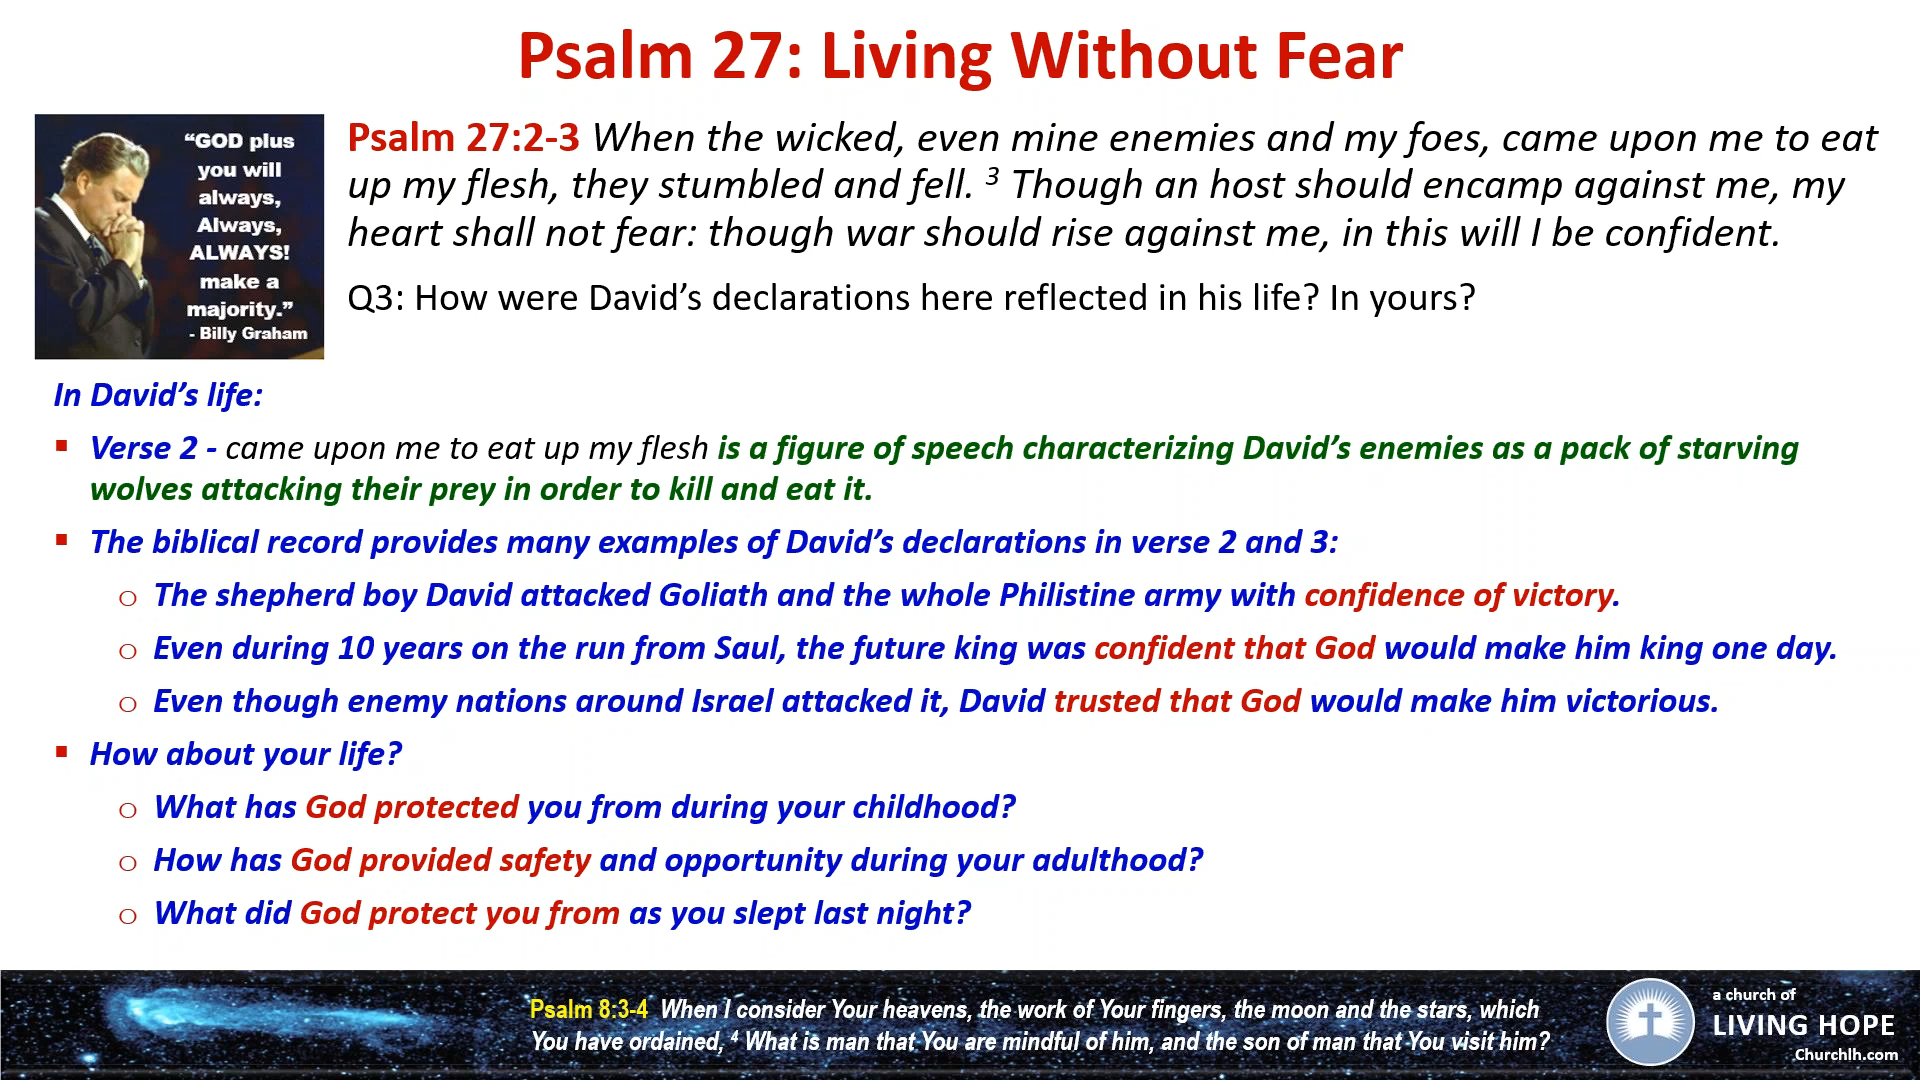 Psalm 27: Living Without Fear
“GOD plus
you will
always,
Always,
ALWAYS!
make a
majority.”
- Billy Graham
Psalm 27:2-3 When the wicked, even mine enemies and my foes, came upon me to eat
up my flesh, they stumbled and fell. ³ Though an host should encamp against me, my
heart shall not fear: though war should rise against me, in this will I be confident.
Q3: How were David’s declarations here reflected in his life? In yours?
In David’s life:
▪ Verse 2 - came upon me to eat up my flesh is a figure of speech characterizing David’s enemies as a pack of starving
wolves attacking their prey in order to kill and eat it.
▪ The biblical record provides many examples of David’s declarations in verse 2 and 3:
o The shepherd boy David attacked Goliath and the whole Philistine army with confidence of victory.
o Even during 10 years on the run from Saul, the future king was confident that God would make him king one day.
o Even though enemy nations around Israel attacked it, David trusted that God would make him victorious.
▪ How about your life?
o What has God protected you from during your childhood?
o How has God provided safety and opportunity during your adulthood?
o What did God protect you from as you slept last night?
Psalm 8:3-4 When I consider Your heavens, the work of Your fingers, the moon and the stars, which
You have ordained, ⁴ What is man that You are mindful of him, and the son of man that You visit him?
a church of
LIVING HOPE
Churchlh.com